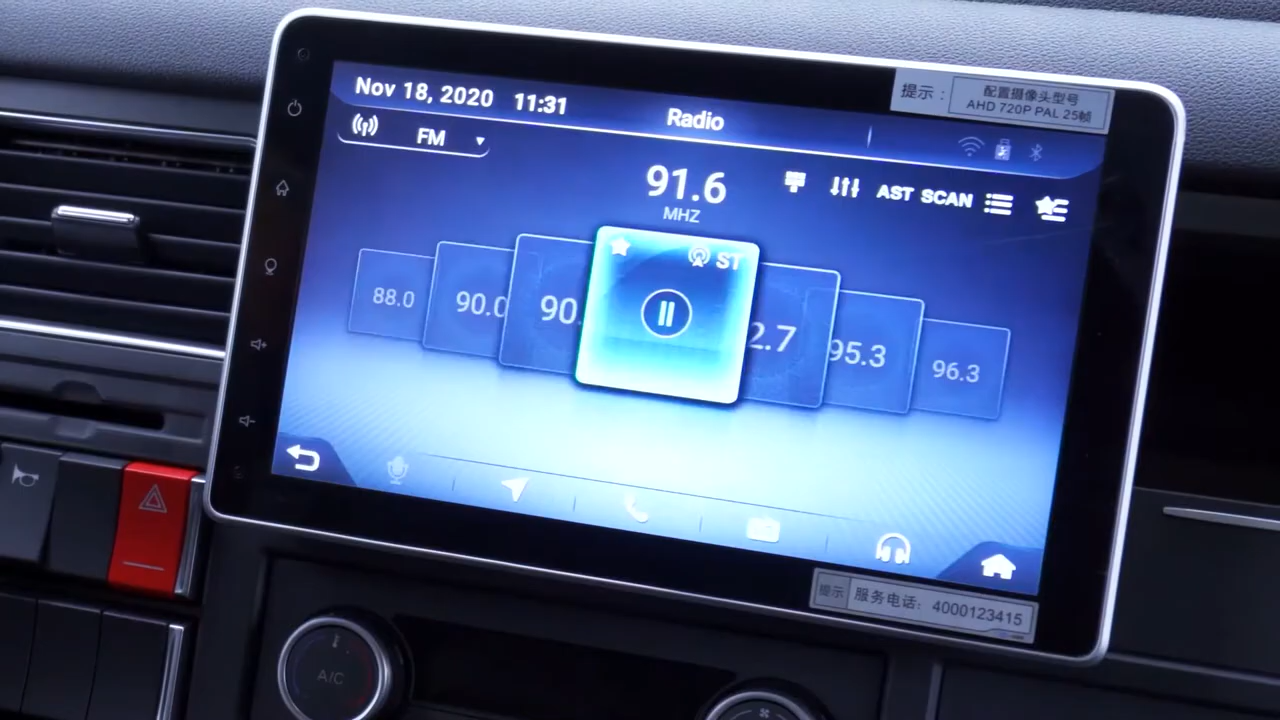 Nov 18, 2020 11:31
Radio
提示：
配置摄像头型号
AHD 720P PAL 25帧
FM
91.6
MHZ
AST SCAN
ST
88.0
90.0
90.
2.7
95.3
96.3
提示
服务电话：4000123415
A/C